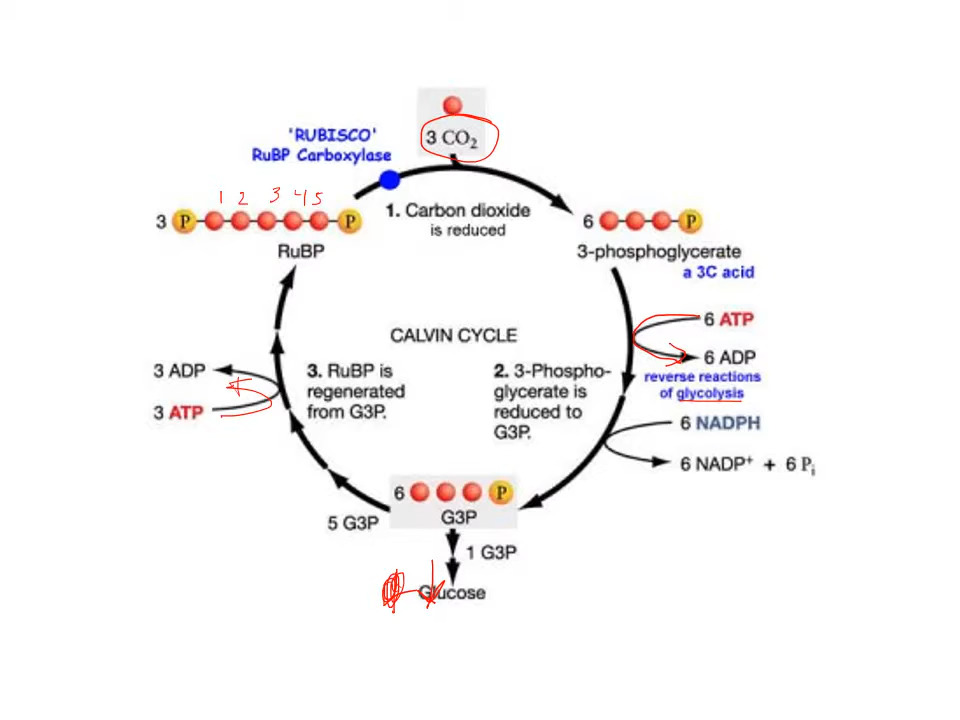 3 CO₂
'RUBISCO'
RuBP Carboxylase
1 2 3 4 5
3 P P
RuBP
1. Carbon dioxide
is reduced
6 P
3-phosphoglycerate
a 3C acid
6 ATP
6 ADP
reverse reactions
of glycolysis
6 NADPH
6 NADP⁺ + 6 Pᵢ
CALVIN CYCLE
2. 3-Phospho-
glycerate is
reduced to
G3P.
3. RuBP is
regenerated
from G3P.
3 ADP
3 ATP
6 P
G3P
5 G3P
1 G3P
Glucose